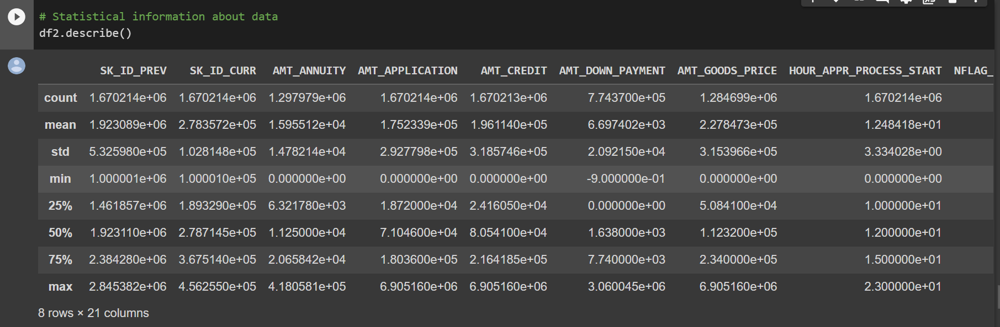 # Statistical information about data
df2.describe()
SK_ID_PREV SK_ID_CURR AMT_ANNUITY AMT_APPLICATION AMT_CREDIT AMT_DOWN_PAYMENT AMT_GOODS_PRICE HOUR_APPR_PROCESS_START NFLAG_
count 1.670214e+06 1.670214e+06 1.297979e+06 1.670214e+06 1.670213e+06 7.743700e+05 1.284699e+06 1.670214e+06
mean 1.923089e+06 2.783572e+05 1.595512e+04 1.752339e+05 1.961140e+05 6.697402e+03 2.278473e+05 1.248418e+01
std 5.325980e+05 1.028148e+05 1.478214e+04 2.927798e+05 3.185746e+05 2.092150e+04 3.153966e+05 3.334028e+00
min 1.000001e+06 1.000010e+05 0.000000e+00 0.000000e+00 0.000000e+00 -9.000000e-01 0.000000e+00 0.000000e+00
25% 1.461857e+06 1.893290e+05 6.321780e+03 1.872000e+04 2.416050e+04 0.000000e+00 5.084100e+04 1.000000e+01
50% 1.923110e+06 2.787145e+05 1.125000e+04 7.104600e+04 8.054100e+04 1.638000e+03 1.123200e+05 1.200000e+01
75% 2.384280e+06 3.675140e+05 2.065842e+04 1.803600e+05 2.164185e+05 7.740000e+03 2.340000e+05 1.500000e+01
max 2.845382e+06 4.562550e+05 4.180581e+05 6.905160e+06 6.905160e+06 3.060045e+06 6.905160e+06 2.300000e+01
8 rows × 21 columns